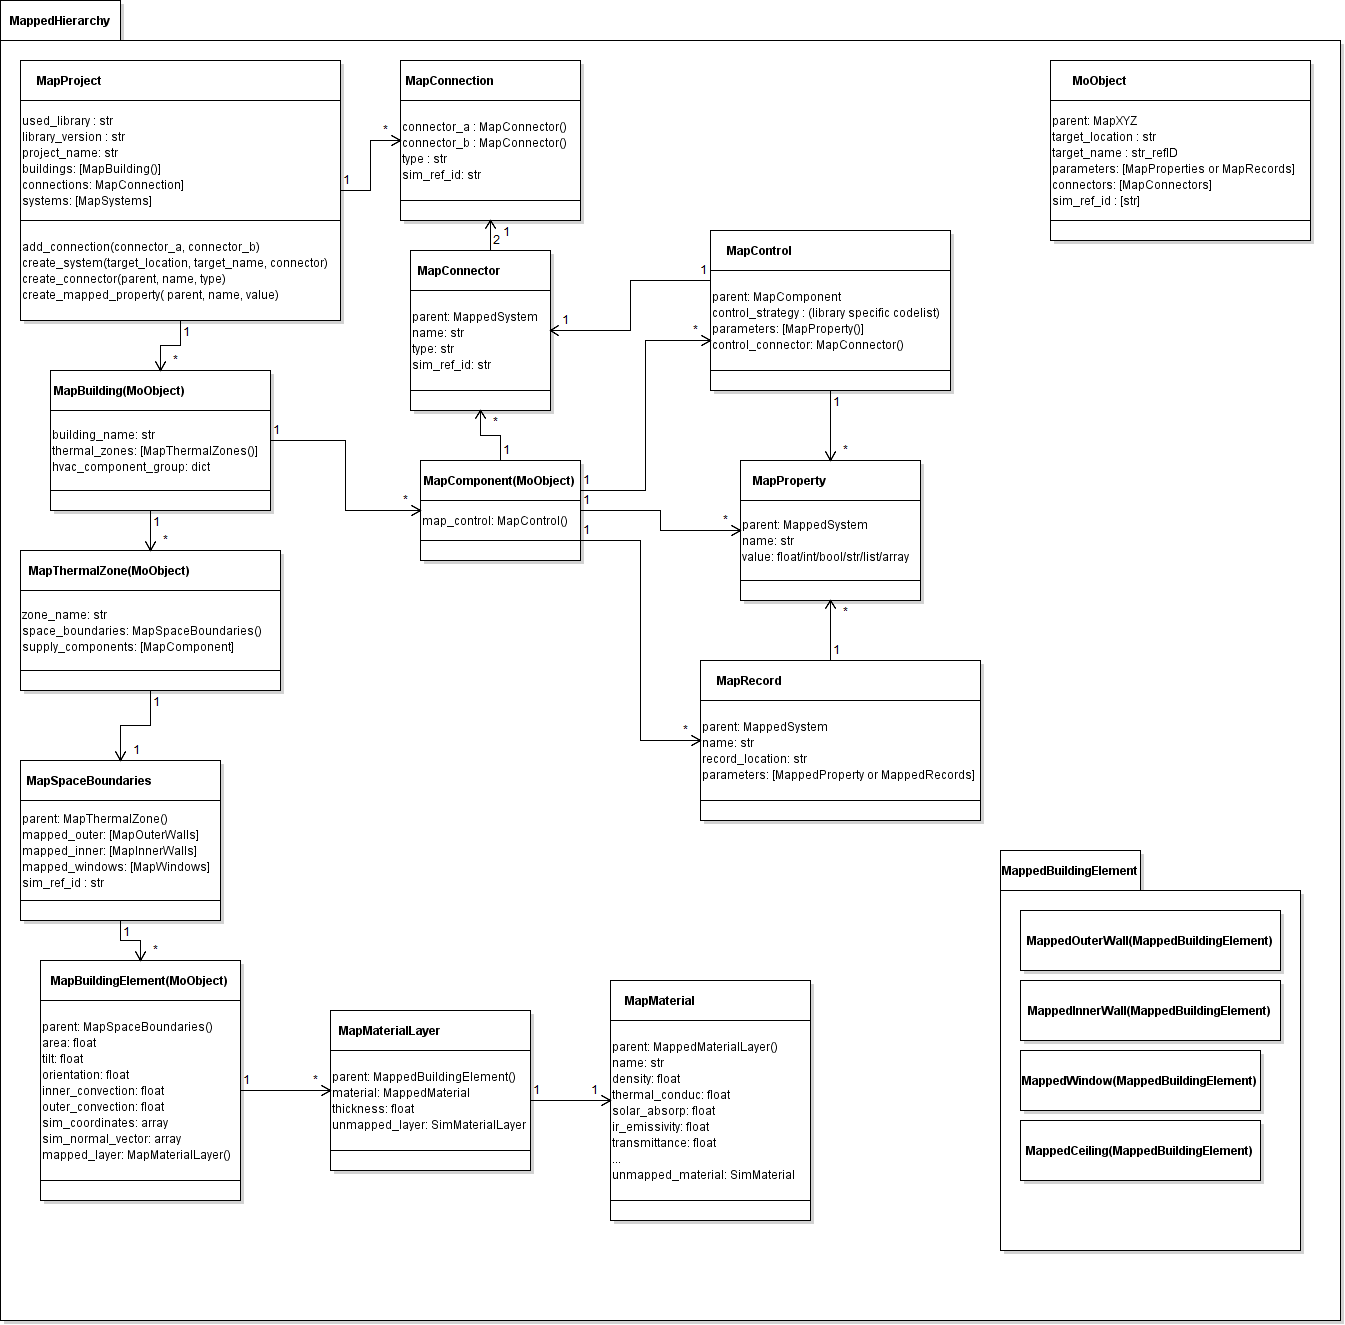 MappedHierarchy
MapProject
used_library : str
library_version : str
project_name: str
buildings: [MapBuilding()]
connections: MapConnection]
systems: [MapSystems]
add_connection(connector_a, connector_b)
create_system(target_location, target_name, connector)
create_connector(parent, name, type)
create_mapped_property( parent, name, value)
1
*
1
*
MapConnection
connector_a : MapConnector()
connector_b : MapConnector()
type : str
sim_ref_id: str
1
2
MoObject
parent: MapXYZ
target_location : str
target_name : str_refID
parameters: [MapProperties or MapRecords]
connectors: [MapConnectors]
sim_ref_id : [str]
MapConnector
parent: MappedSystem
name: str
type: str
sim_ref_id: str
*
1
MapControl
parent: MapComponent
control_strategy : (library specific codelist)
parameters: [MapProperty()]
control_connector: MapConnector()
1
1
*
1
*
MapBuilding(MoObject)
building_name: str
thermal_zones: [MapThermalZones()]
hvac_component_group: dict
1
*
1
*
MapComponent(MoObject)
map_control: MapControl()
1
1
1
*
MapProperty
parent: MappedSystem
name: str
value: float/int/bool/str/list/array
*
1
MapThermalZone(MoObject)
zone_name: str
space_boundaries: MapSpaceBoundaries()
supply_components: [MapComponent]
1
1
MapRecord
parent: MappedSystem
name: str
record_location: str
parameters: [MappedProperty or MappedRecords]
*
MapSpaceBoundaries
parent: MapThermalZone()
mapped_outer: [MapOuterWalls]
mapped_inner: [MapInnerWalls]
mapped_windows: [MapWindows]
sim_ref_id : str
1
*
MapBuildingElement(MoObject)
parent: MapSpaceBoundaries()
area: float
tilt: float
orientation: float
inner_convection: float
outer_convection: float
sim_coordinates: array
sim_normal_vector: array
mapped_layer: MapMaterialLayer()
1
*
MapMaterialLayer
parent: MappedBuildingElement()
material: MappedMaterial
thickness: float
unmapped_layer: SimMaterialLayer
1
1
MapMaterial
parent: MappedMaterialLayer()
name: str
density: float
thermal_conduc: float
solar_absorp: float
ir_emissivity: float
transmittance: float
...
unmapped_material: SimMaterial
MappedBuildingElement
MappedOuterWall(MappedBuildingElement)
MappedInnerWall(MappedBuildingElement)
MappedWindow(MappedBuildingElement)
MappedCeiling(MappedBuildingElement)